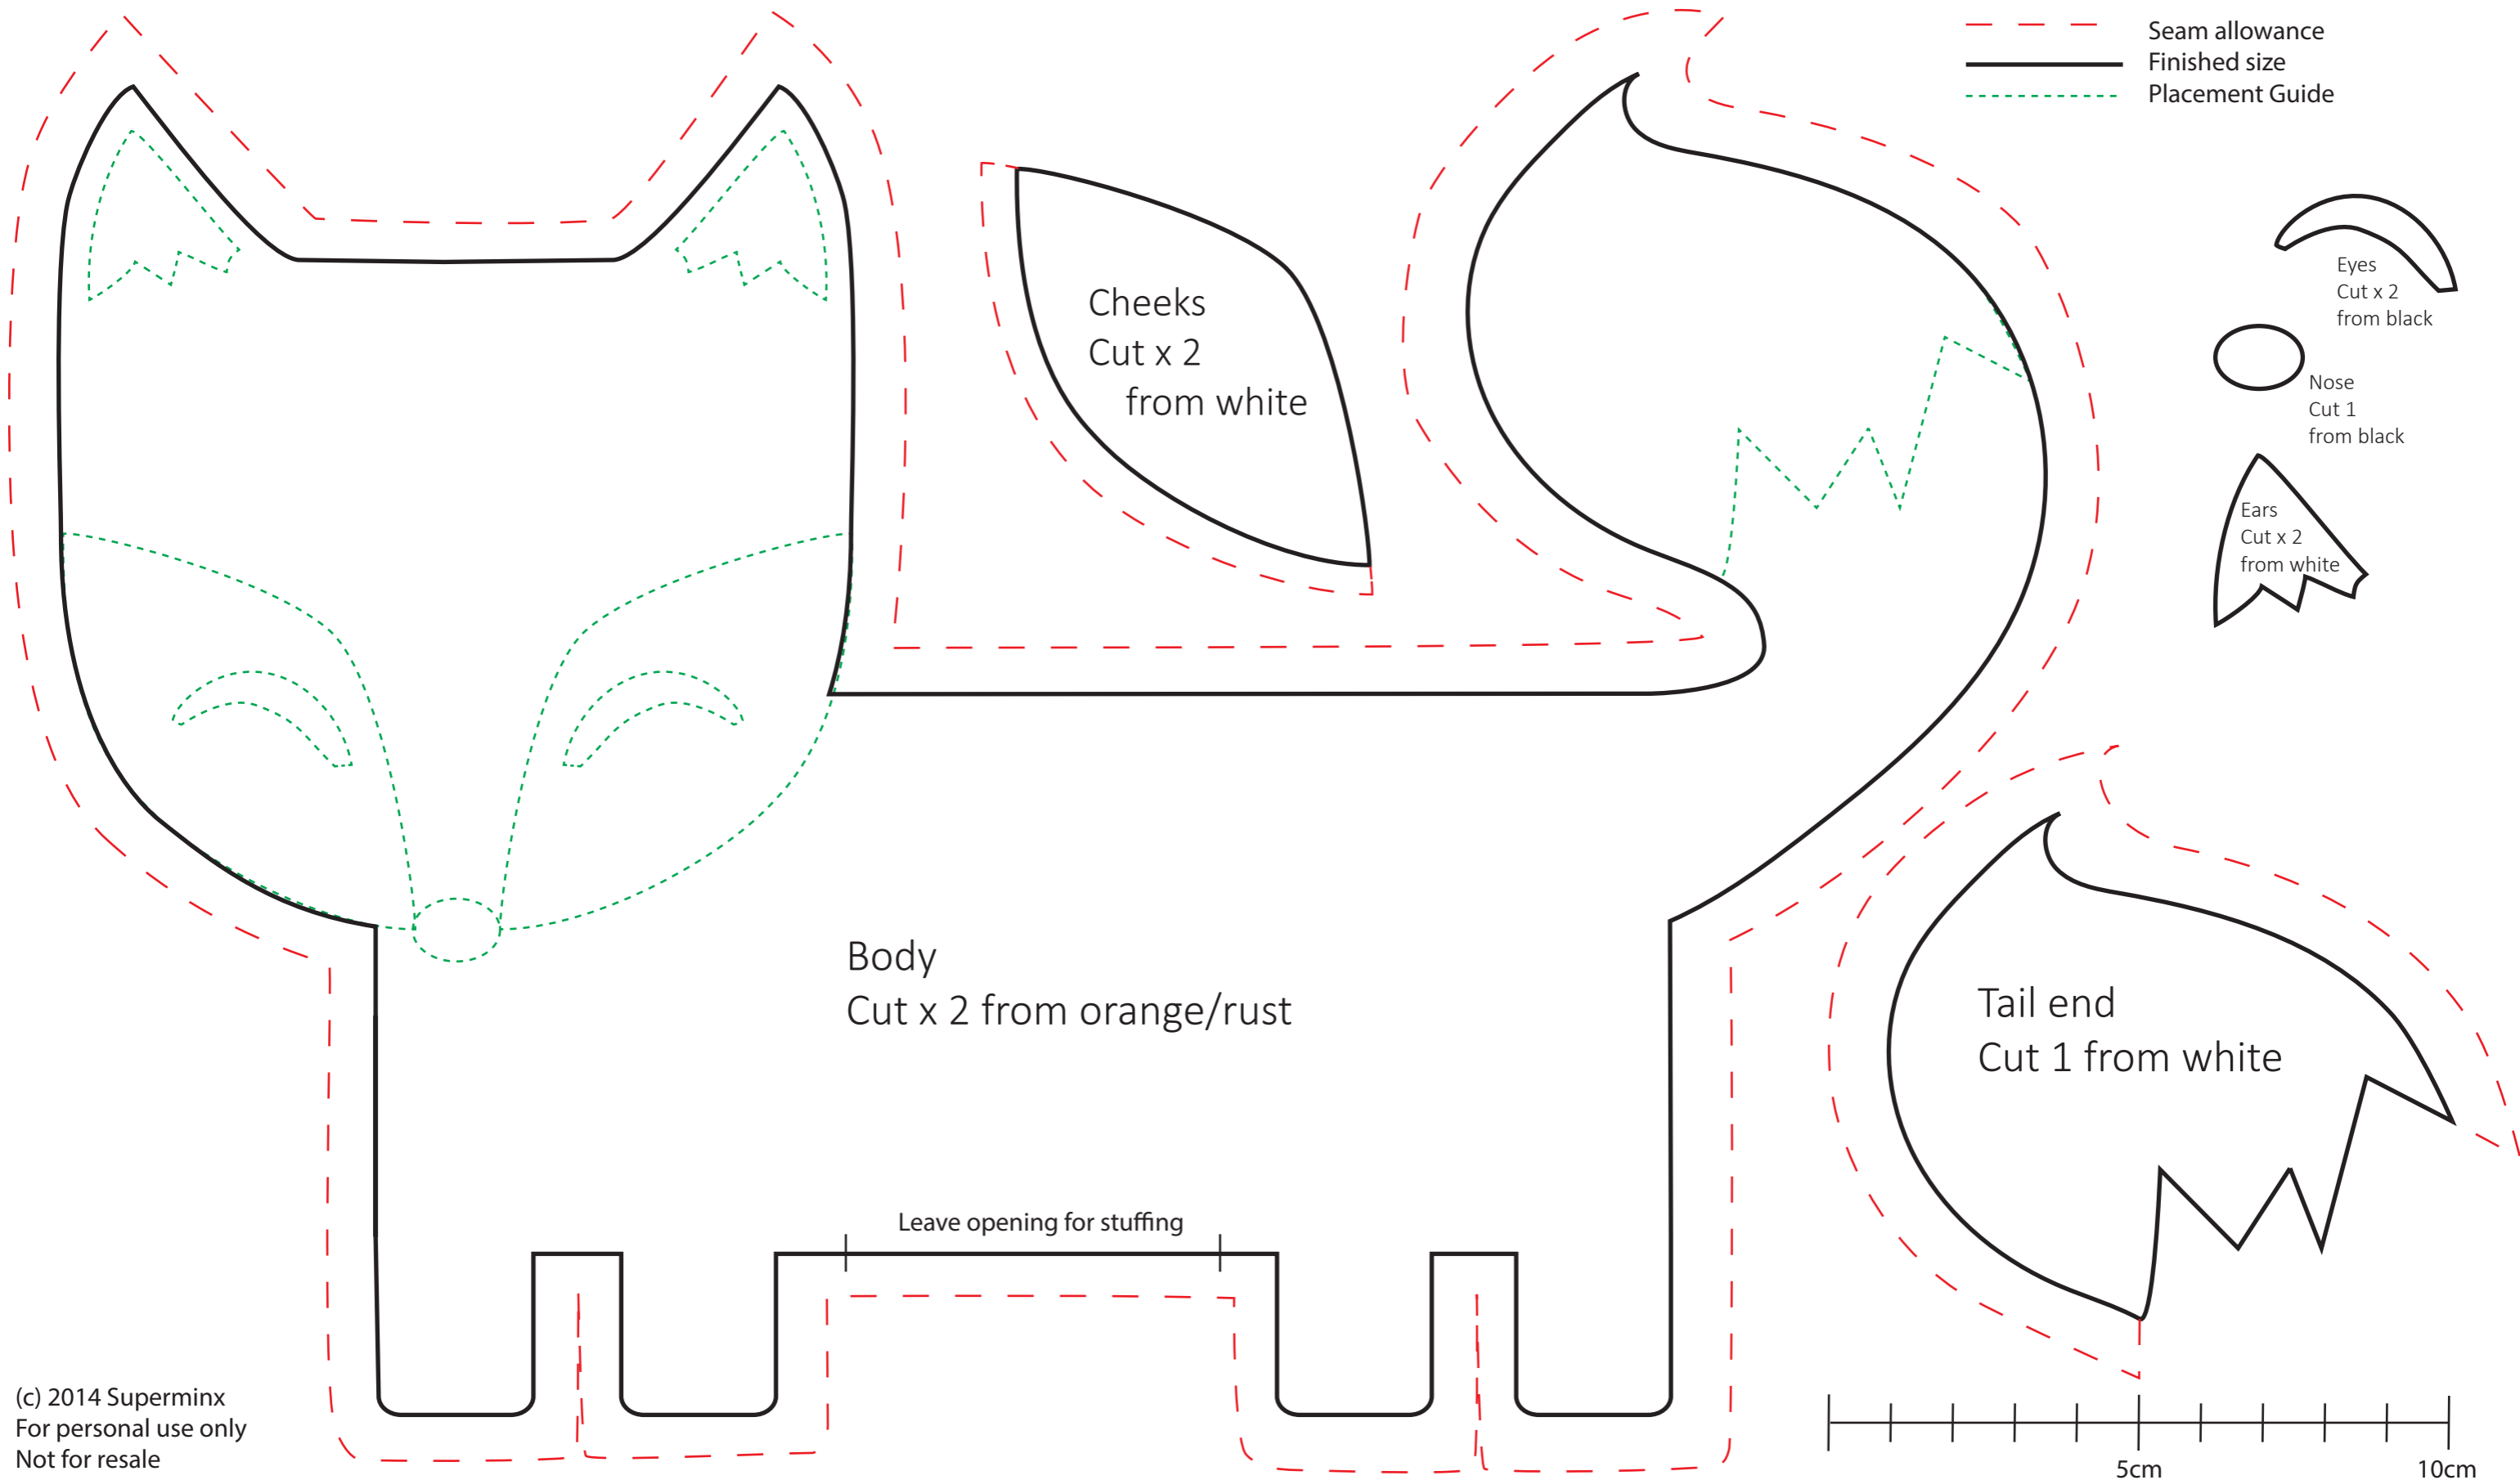 Seam allowance
Finished size
Placement Guide
Cheeks
Cut x 2
from white
Eyes
Cut x 2
from black
Nose
Cut 1
from black
Ears
Cut x 2
from white
Body
Cut x 2 from orange/rust
Tail end
Cut 1 from white
Leave opening for stuffing
(c) 2014 Superminx
For personal use only
Not for resale
5cm
10cm